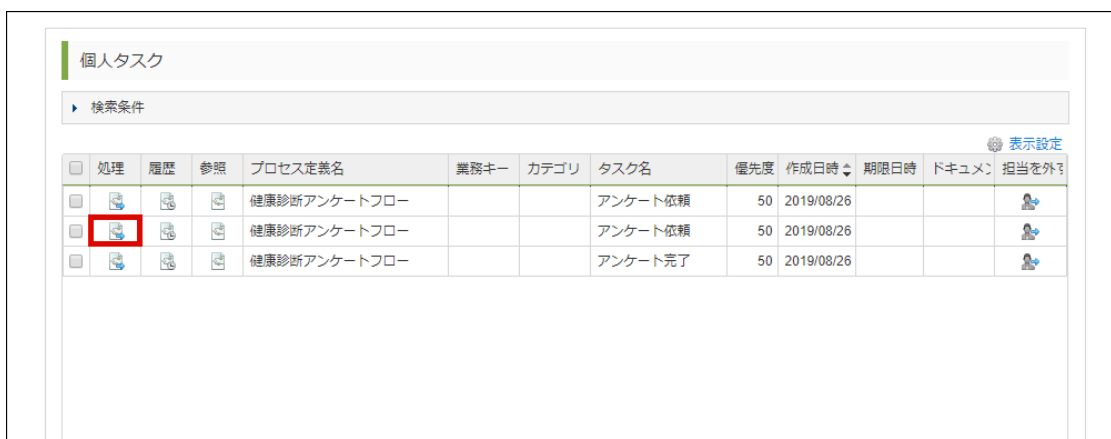 個人タスク
検索条件
表示設定
処理 履歴 参照 プロセス定義名 業務キー カテゴリ タスク名 優先度 作成日時 期限日時 ドキュメン 担当を外す
健康診断アンケートフロー アンケート依頼 50 2019/08/26
健康診断アンケートフロー アンケート依頼 50 2019/08/26
健康診断アンケートフロー アンケート完了 50 2019/08/26